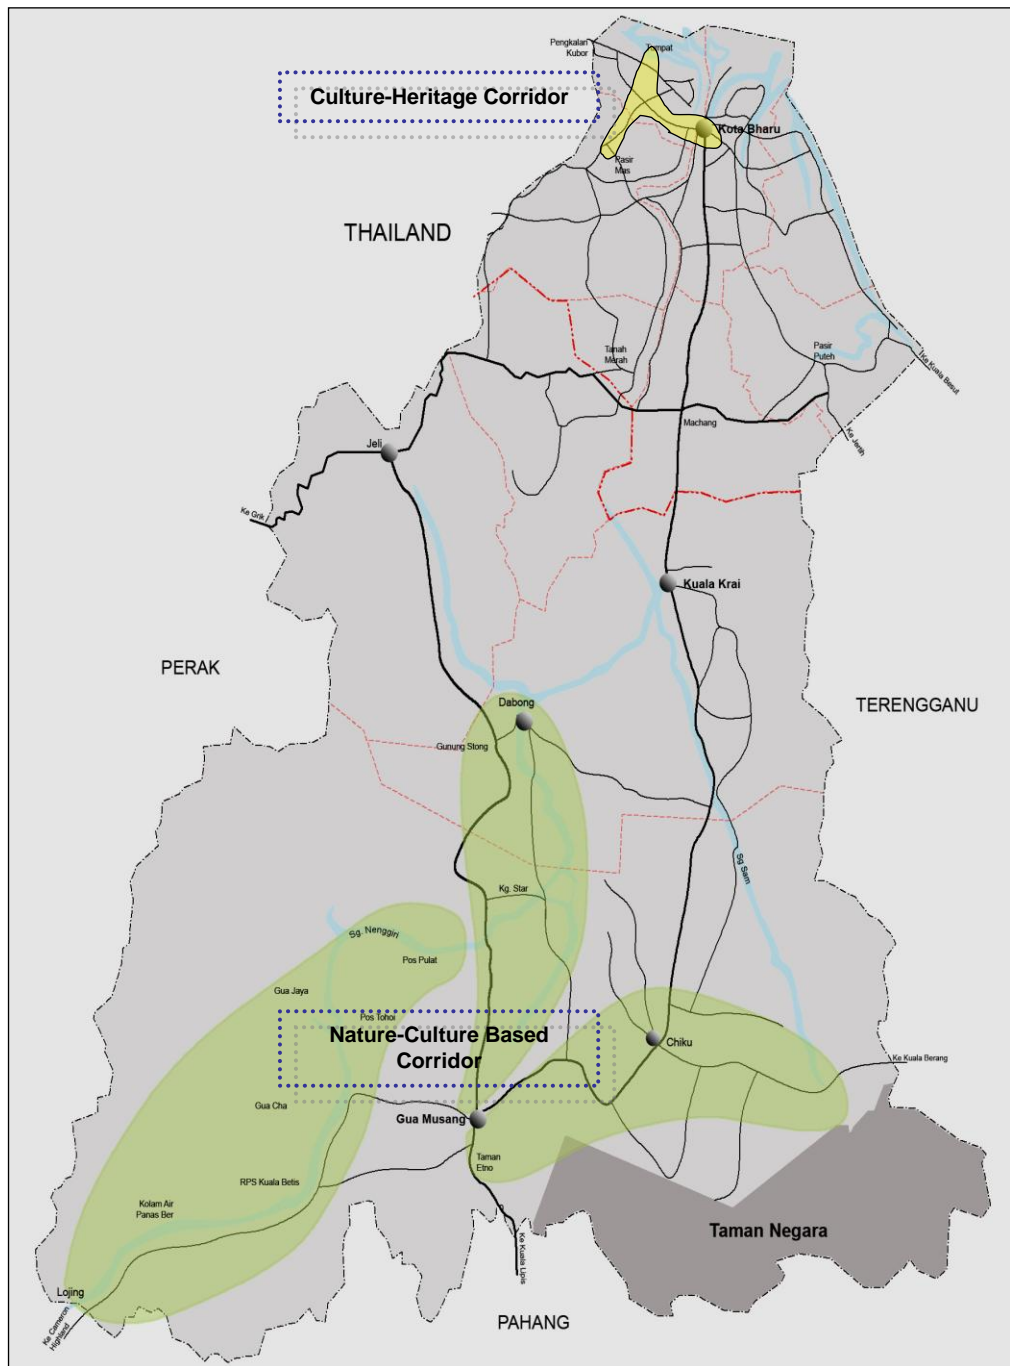 Pengkalan
Kubor
Tumpat
Culture-Heritage Corridor
Kota Bharu
Pasir
Mas
THAILAND
Tanah
Merah
Pasir
Puteh
Ke Kuala Besut
Machang
Ke Jerih
Jeli
Ke Grik
Kuala Krai
PERAK
TERENGGANU
Dabong
Gunung Stong
Sg Sam
Kg. Star
Sg. Nenggiri
Pos Pulat
Gua Jaya
Pos Tohoi
Nature-Culture Based
Corridor
Chiku
Ke Kuala Berang
Gua Cha
Gua Musang
Taman
Etno
RPS Kuala Betis
Kolam Air
Panas Ber
Taman Negara
Ke Kuala Lipis
Lojing
Ke Cameron
Highland
PAHANG